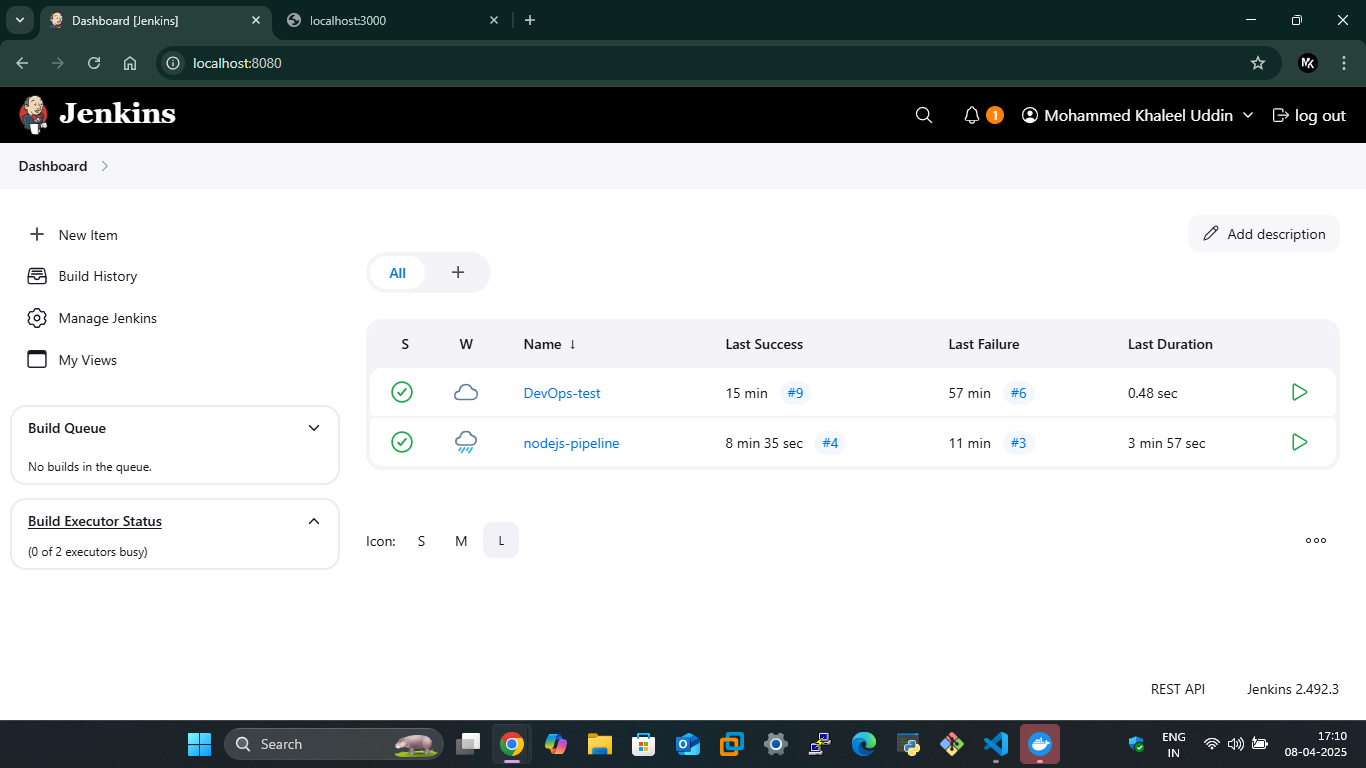 Dashboard [Jenkins]
localhost:3000
localhost:8080
MK
Jenkins
1
Mohammed Khaleel Uddin
log out
Dashboard
New Item
Build History
Manage Jenkins
My Views
Add description
All
S W Name ↓ Last Success Last Failure Last Duration
DevOps-test 15 min #9 57 min #6 0.48 sec
nodejs-pipeline 8 min 35 sec #4 11 min #3 3 min 57 sec
Build Queue
No builds in the queue.
Build Executor Status
(0 of 2 executors busy)
Icon: S M L
REST API Jenkins 2.492.3
Search
ENG
IN
17:10
08-04-2025